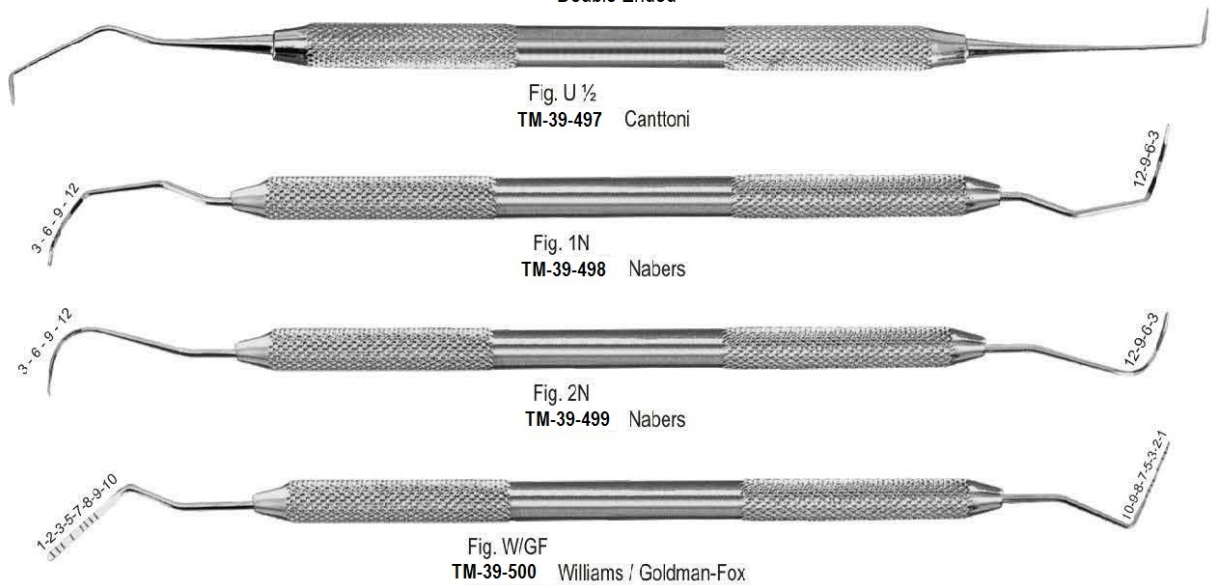 Double Ended
Fig. U ½
TM-39-497 Canttoni
3 - 6 - 9 - 12
12-9-6-3
Fig. 1N
TM-39-498 Nabers
3 - 6 - 9 - 12
12-9-6-3
Fig. 2N
TM-39-499 Nabers
1-2-3-5-7-8-9-10
10-9-8-7-5-3-2-1
Fig. W/GF
TM-39-500 Williams / Goldman-Fox